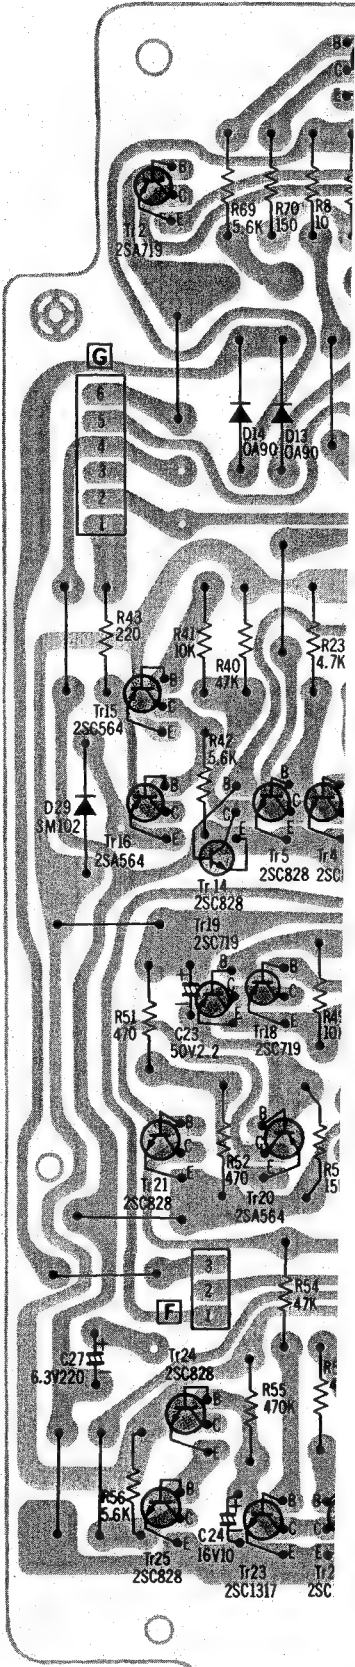 B
C
E
B
C
E
Tr2
2SA719
R69
5.6K
R70
150
R8
10
G
6
5
4
3
2
1
D14
OA90
D13
OA90
R43
220
R41
10K
R40
47K
R23
4.7K
B
C
E
Tr15
2SC564
R42
5.6K
D29
SM102
B
C
E
Tr16
2SA564
B
C
E
Tr14
2SC828
B
C
E
Tr5
2SC828
Tr4
Tr19
2SC719
B
C
E
R51
470
C23
50V2.2
B
C
E
Tr18
2SC719
B
C
E
Tr21
2SC828
R52
470
B
C
E
Tr20
2SA564
3
2
1
F
R54
47K
C27
6.3V220
Tr24
2SC828
B
C
E
R55
470K
R56
5.6K
B
C
E
Tr25
2SC828
C24
16V10
B
C
E
Tr23
2SC1317
B
C
E